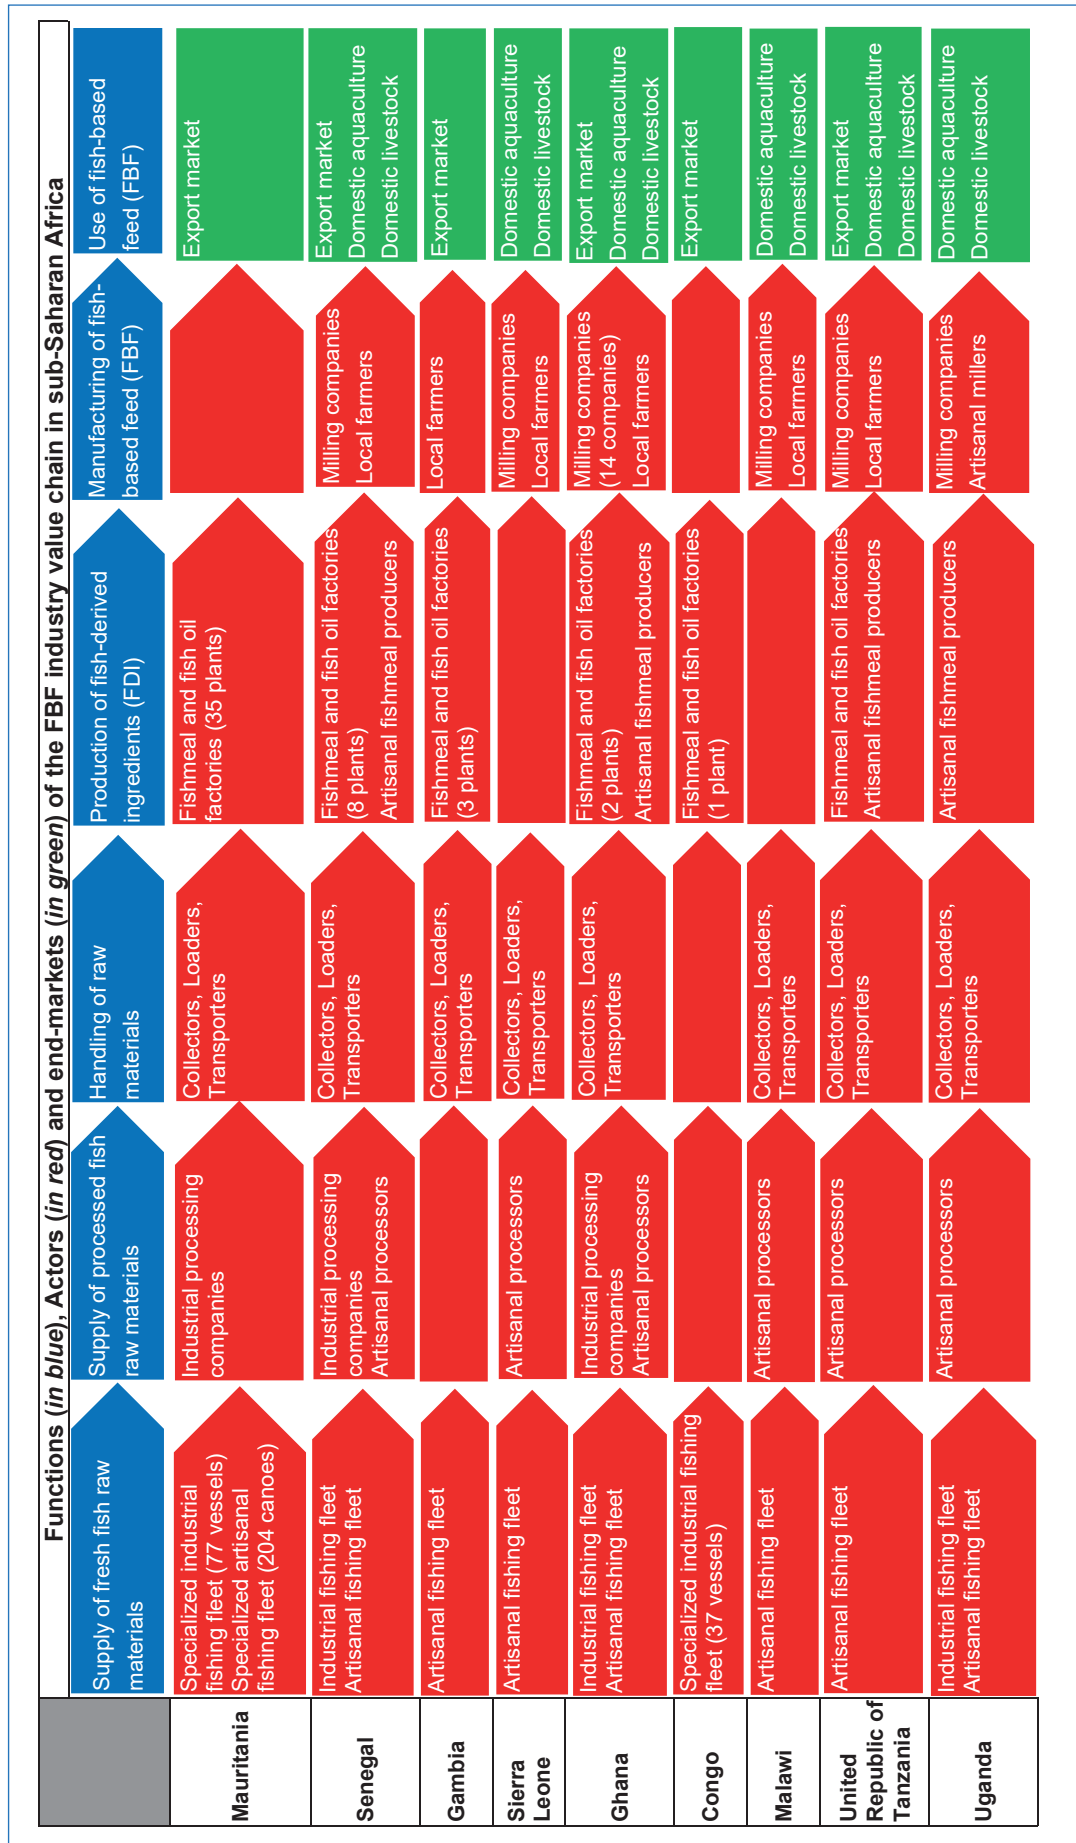 Functions (in blue), Actors (in red) and end-markets (in green) of the FBF industry value chain in sub-Saharan Africa
Supply of fresh fish raw
materials
Supply of processed fish
raw materials
Handling of raw
materials
Production of fish-derived
ingredients (FDI)
Manufacturing of fish-
based feed (FBF)
Use of fish-based
feed (FBF)
Mauritania
Specialized industrial
fishing fleet (77 vessels)
Specialized artisanal
fishing fleet (204 canoes)
Industrial processing
companies
Collectors, Loaders,
Transporters
Fishmeal and fish oil
factories (35 plants)
Export market
Senegal
Industrial fishing fleet
Artisanal fishing fleet
Industrial processing
companies
Artisanal processors
Collectors, Loaders,
Transporters
Fishmeal and fish oil factories
(8 plants)
Artisanal fishmeal producers
Milling companies
Local farmers
Export market
Domestic aquaculture
Domestic livestock
Gambia
Artisanal fishing fleet
Collectors, Loaders,
Transporters
Fishmeal and fish oil factories
(3 plants)
Local farmers
Export market
Sierra
Leone
Artisanal fishing fleet
Artisanal processors
Collectors, Loaders,
Transporters
Milling companies
Local farmers
Domestic aquaculture
Domestic livestock
Ghana
Industrial fishing fleet
Artisanal fishing fleet
Industrial processing
companies
Artisanal processors
Collectors, Loaders,
Transporters
Fishmeal and fish oil factories
(2 plants)
Artisanal fishmeal producers
Milling companies
(14 companies)
Local farmers
Export market
Domestic aquaculture
Domestic livestock
Congo
Specialized industrial fishing
fleet (37 vessels)
Fishmeal and fish oil factories
(1 plant)
Export market
Malawi
Artisanal fishing fleet
Artisanal processors
Collectors, Loaders,
Transporters
Milling companies
Local farmers
Domestic aquaculture
Domestic livestock
United
Republic of
Tanzania
Artisanal fishing fleet
Artisanal processors
Collectors, Loaders,
Transporters
Fishmeal and fish oil factories
Artisanal fishmeal producers
Milling companies
Local farmers
Export market
Domestic aquaculture
Domestic livestock
Uganda
Industrial fishing fleet
Artisanal fishing fleet
Artisanal processors
Collectors, Loaders,
Transporters
Artisanal fishmeal producers
Milling companies
Artisanal millers
Domestic aquaculture
Domestic livestock